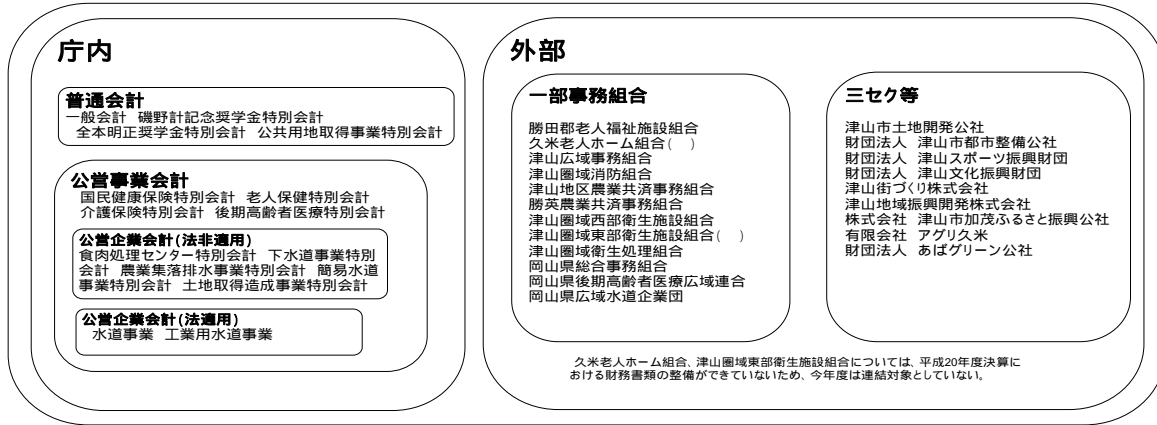 庁内
普通会計
一般会計 磯野計記念奨学金特別会計
全本明正奨学金特別会計 公共用地取得事業特別会計
公営事業会計
国民健康保険特別会計 老人保健特別会計
介護保険特別会計 後期高齢者医療特別会計
公営企業会計(法非適用)
食肉処理センター特別会計 下水道事業特別
会計 農業集落排水事業特別会計 簡易水道
事業特別会計 土地取得造成事業特別会計
公営企業会計(法適用)
水道事業 工業用水道事業
外部
一部事務組合
勝田郡老人福祉施設組合
久米老人ホーム組合( )
津山広域事務組合
津山圏域消防組合
津山地区農業共済事務組合
勝英農業共済事務組合
津山圏域西部衛生施設組合
津山圏域東部衛生施設組合( )
津山圏域衛生処理組合
岡山県総合事務組合
岡山県後期高齢者医療広域連合
岡山県広域水道企業団
三セク等
津山市土地開発公社
財団法人 津山市都市整備公社
財団法人 津山スポーツ振興財団
財団法人 津山文化振興財団
津山街づくり株式会社
津山地域振興開発株式会社
株式会社 津山市加茂ふるさと振興公社
有限会社 アグリ久米
財団法人 あばグリーン公社
久米老人ホーム組合、津山圏域東部衛生施設組合については、平成20年度決算に
おける財務書類の整備ができていないため、今年度は連結対象としていない。